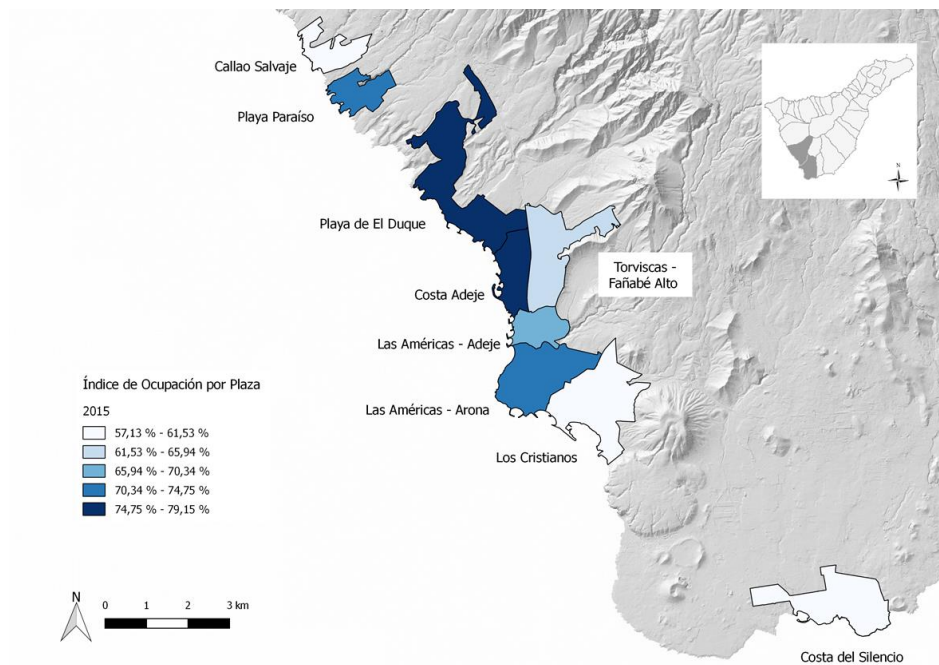 Callao Salvaje
Playa Paraíso
Playa de El Duque
Torviscas -
Fañabé Alto
Costa Adeje
Las Américas - Adeje
Las Américas - Arona
Los Cristianos
Costa del Silencio
Índice de Ocupación por Plaza
2015
57,13 % - 61,53 %
61,53 % - 65,94 %
65,94 % - 70,34 %
70,34 % - 74,75 %
74,75 % - 79,15 %
N
0 1 2 3 km
N